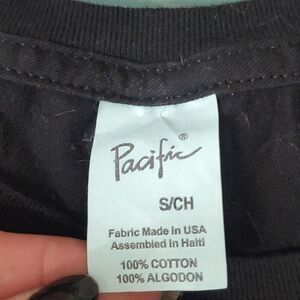 Pacific®
S/CH
Fabric Made in USA
Assembled in Haiti
100% COTTON
100% ALGODON